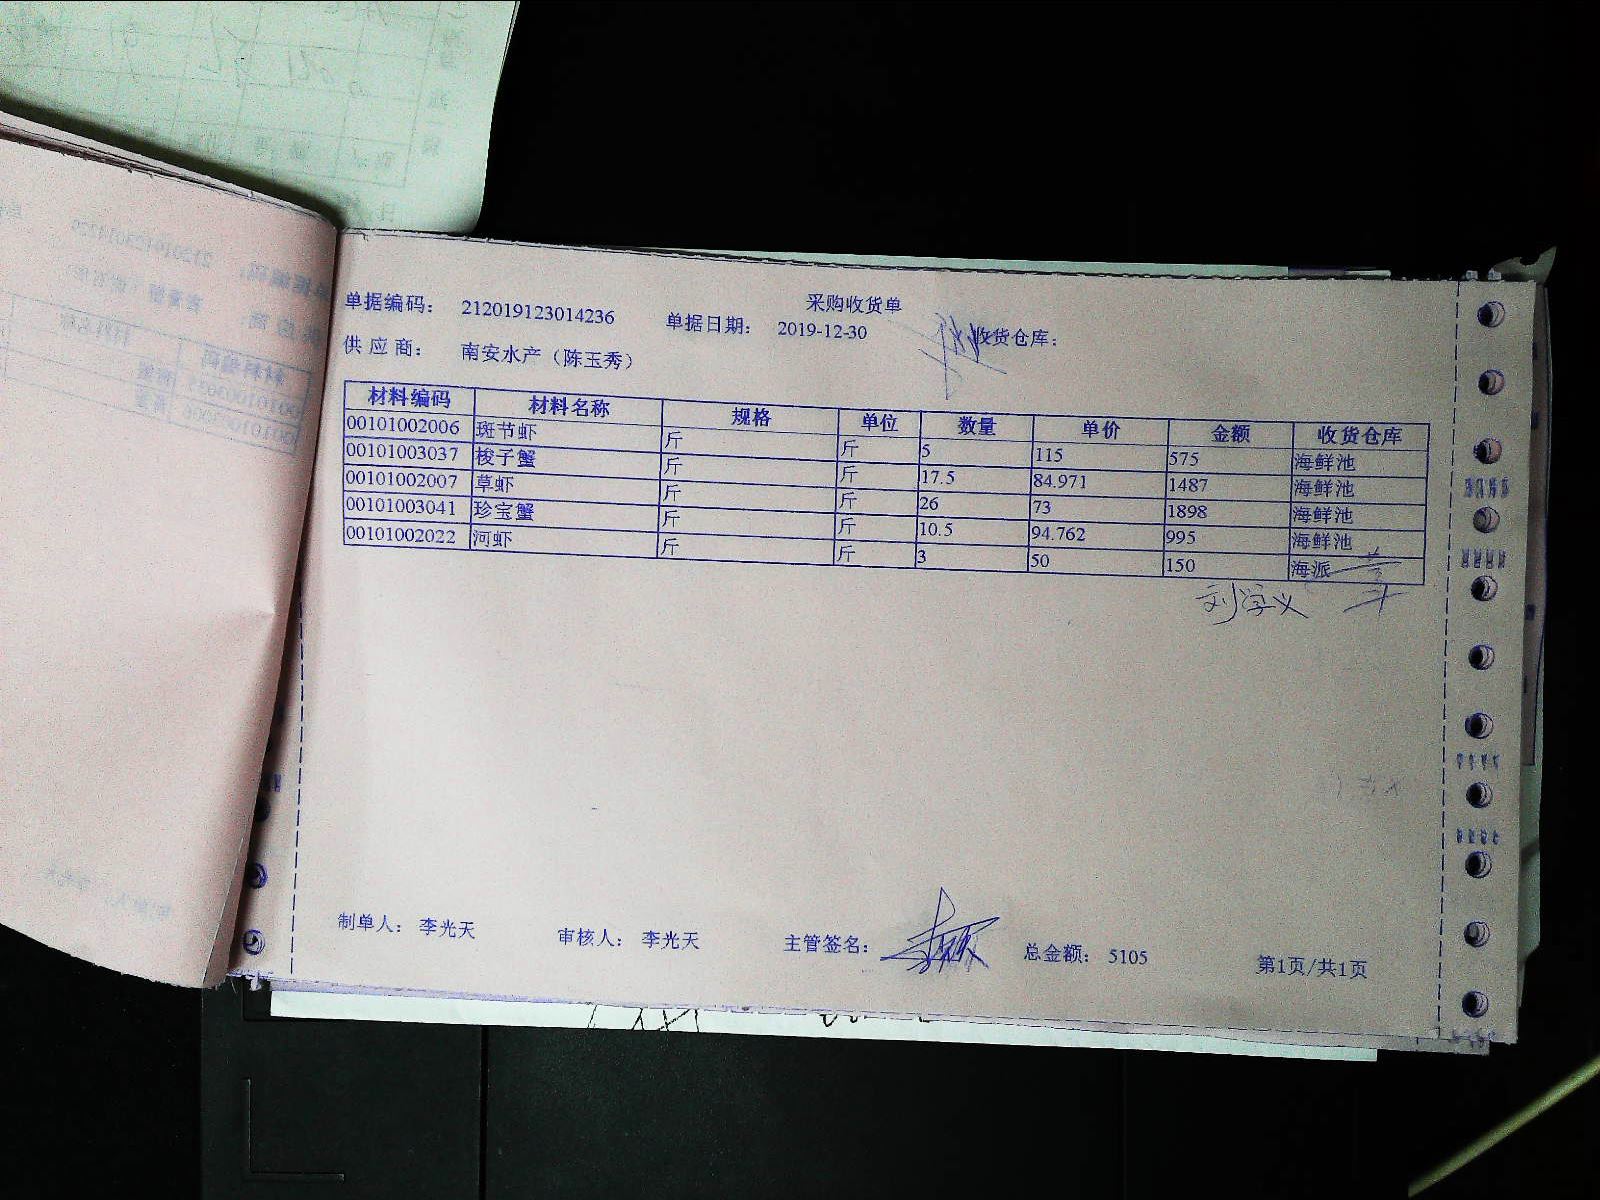 采购收货单
单据编码： 212019123014236 单据日期： 2019-12-30 收货仓库：
供 应 商： 南安水产（陈玉秀）
材料编码 材料名称 规格 单位 数量 单价 金额 收货仓库
00101002006 斑节虾 斤 斤 5 115 575 海鲜池
00101003037 梭子蟹 斤 斤 17.5 84.971 1487 海鲜池
00101002007 草虾 斤 斤 26 73 1898 海鲜池
00101003041 珍宝蟹 斤 斤 10.5 94.762 995 海鲜池
00101002022 河虾 斤 斤 3 50 150 海派
刘学义
制单人： 李光天 审核人： 李光天 主管签名： 总金额： 5105 第1页/共1页